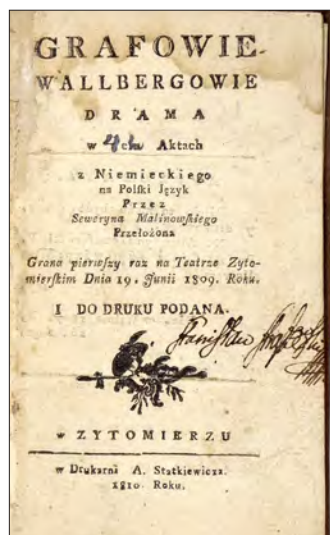 GRAFOWIE
WALLBERGOWIE
DRAMA
w 4ch Aktach
z Niemieckiego
na Polſki Język
Przez
Seweryna Malinowſkiego
Przełożona
Grana pierwſzy raz na Teatrze Zyto-
mierſkim Dnia 19. Junii 1809. Roku.
I DO DRUKU PODANA.
Stanisław
w ZYTOMIERZU
w Drukarni A. Statkiewicza.
1810. Roku.